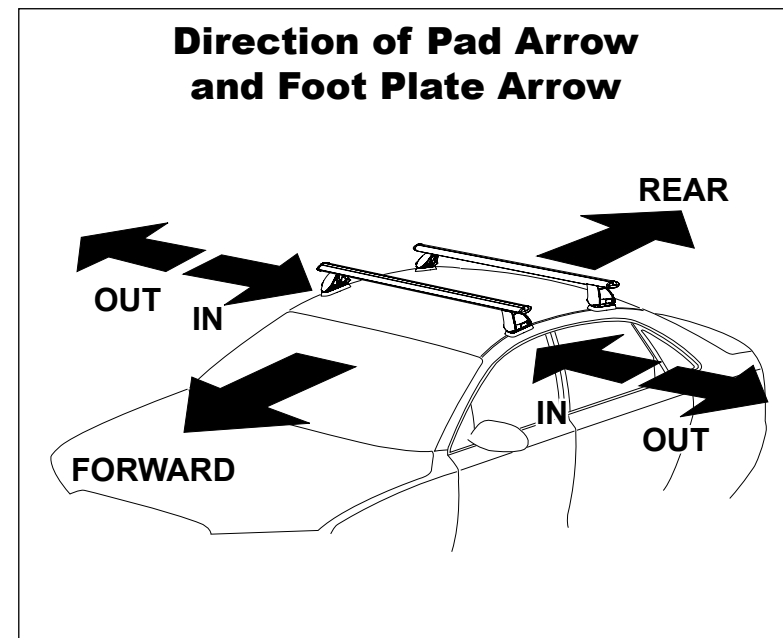 Direction of Pad Arrow
and Foot Plate Arrow
REAR
OUT
IN
IN
OUT
FORWARD